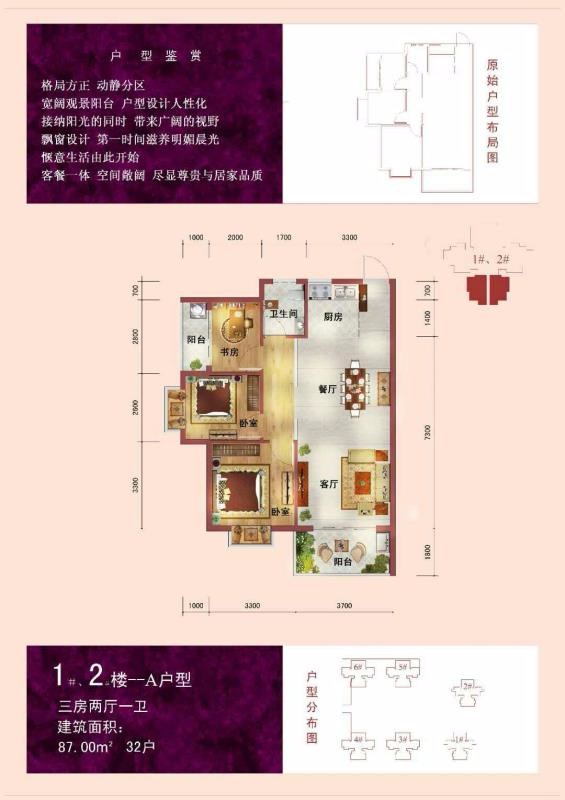 户 型 鉴 赏
格局方正 动静分区
宽阔观景阳台 户型设计人性化
接纳阳光的同时 带来广阔的视野
飘窗设计 第一时间滋养明媚晨光
惬意生活由此开始
客餐一体 空间敞阔 尽显尊贵与居家品质
原始户型布局图
1#、2#
1000 2000 1700 3300
700 2800 2600 3300
700 1400 7300 1800
卫生间
厨房
阳台
书房
餐厅
卧室
客厅
卧室
阳台
1000 3300 3700
1#、2#楼--A户型
三房两厅一卫
建筑面积：
87.00m² 32户
户型分布图
6# 5#
2#
4# 3# 1#